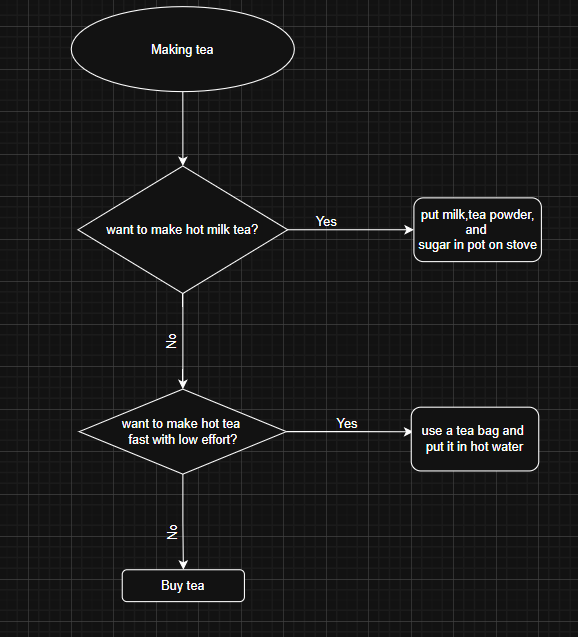 Making tea
want to make hot milk tea?
Yes
put milk,tea powder,
and
sugar in pot on stove
No
want to make hot tea
fast with low effort?
Yes
use a tea bag and
put it in hot water
No
Buy tea